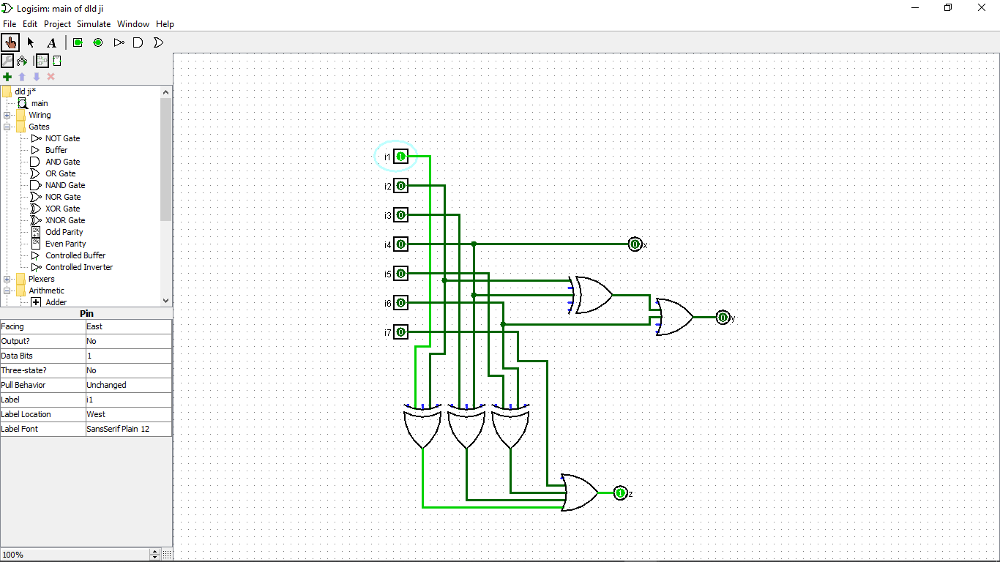 Logisim: main of dld ji
File Edit Project Simulate Window Help
A
dld ji*
main
Wiring
Gates
NOT Gate
Buffer
AND Gate
OR Gate
NAND Gate
NOR Gate
XOR Gate
XNOR Gate
Odd Parity
Even Parity
Controlled Buffer
Controlled Inverter
Plexers
Arithmetic
Adder
Pin
Facing East
Output? No
Data Bits 1
Three-state? No
Pull Behavior Unchanged
Label i1
Label Location West
Label Font SansSerif Plain 12
100%
i1 1
i2 0
i3 0
i4 0
0 x
i5 0
i6 0
0 y
i7 0
1 z